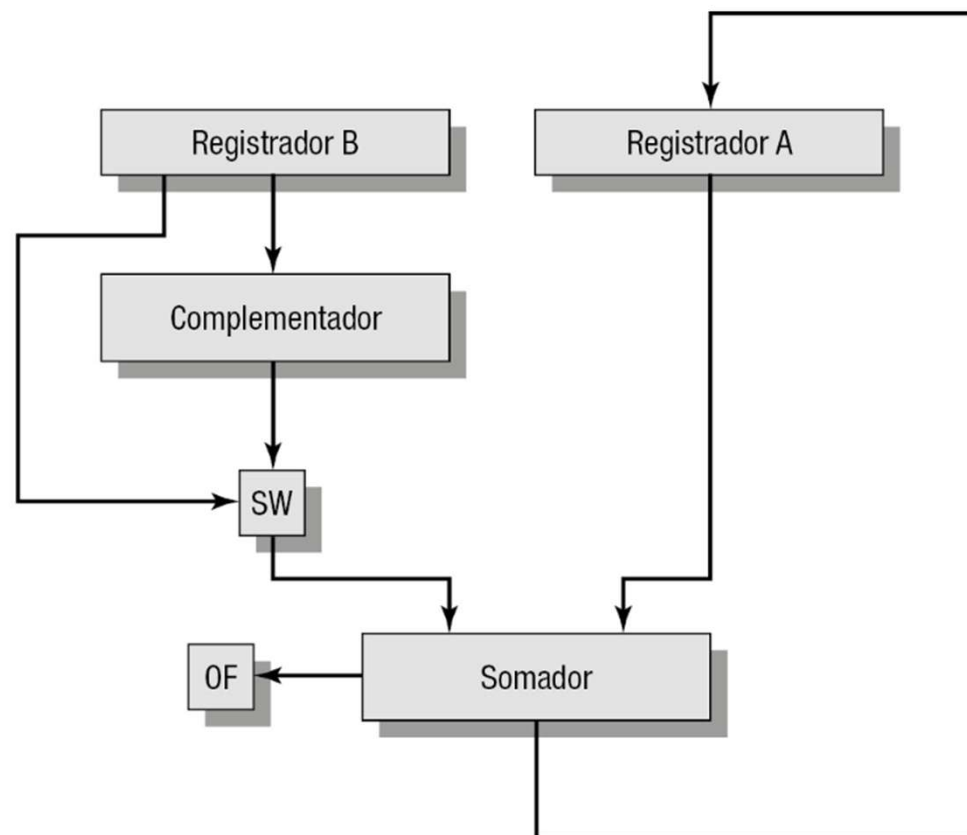 Registrador B
Registrador A
Complementador
SW
OF
Somador